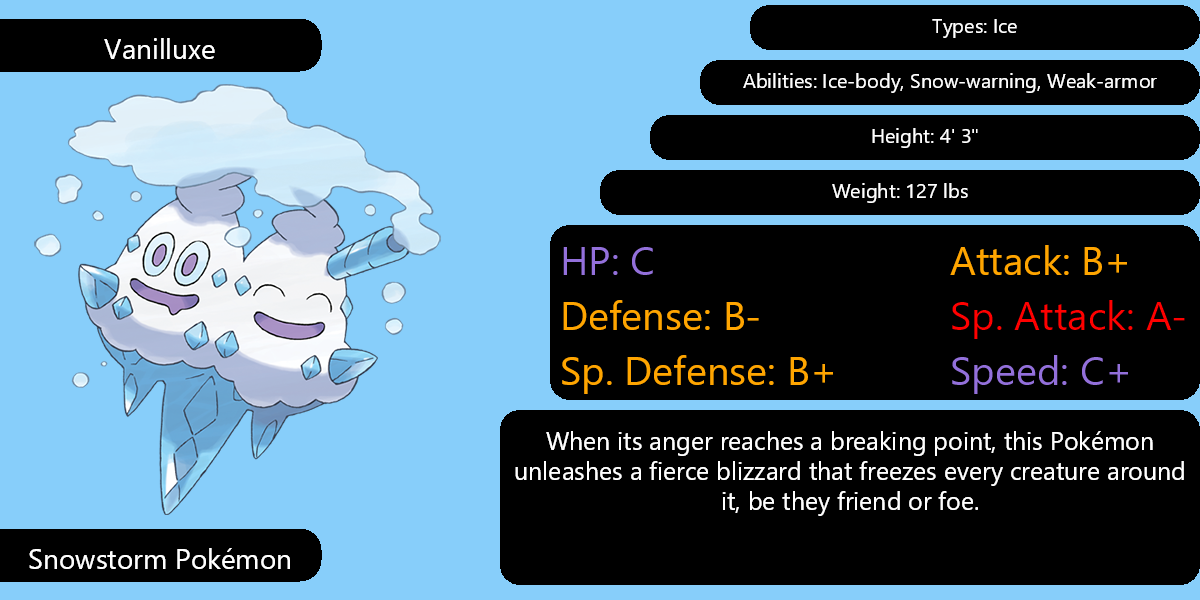 Vanilluxe
Types: Ice
Abilities: Ice-body, Snow-warning, Weak-armor
Height: 4' 3"
Weight: 127 lbs
HP: C
Attack: B+
Defense: B-
Sp. Attack: A-
Sp. Defense: B+
Speed: C+
When its anger reaches a breaking point, this Pokémon
unleashes a fierce blizzard that freezes every creature around
it, be they friend or foe.
Snowstorm Pokémon